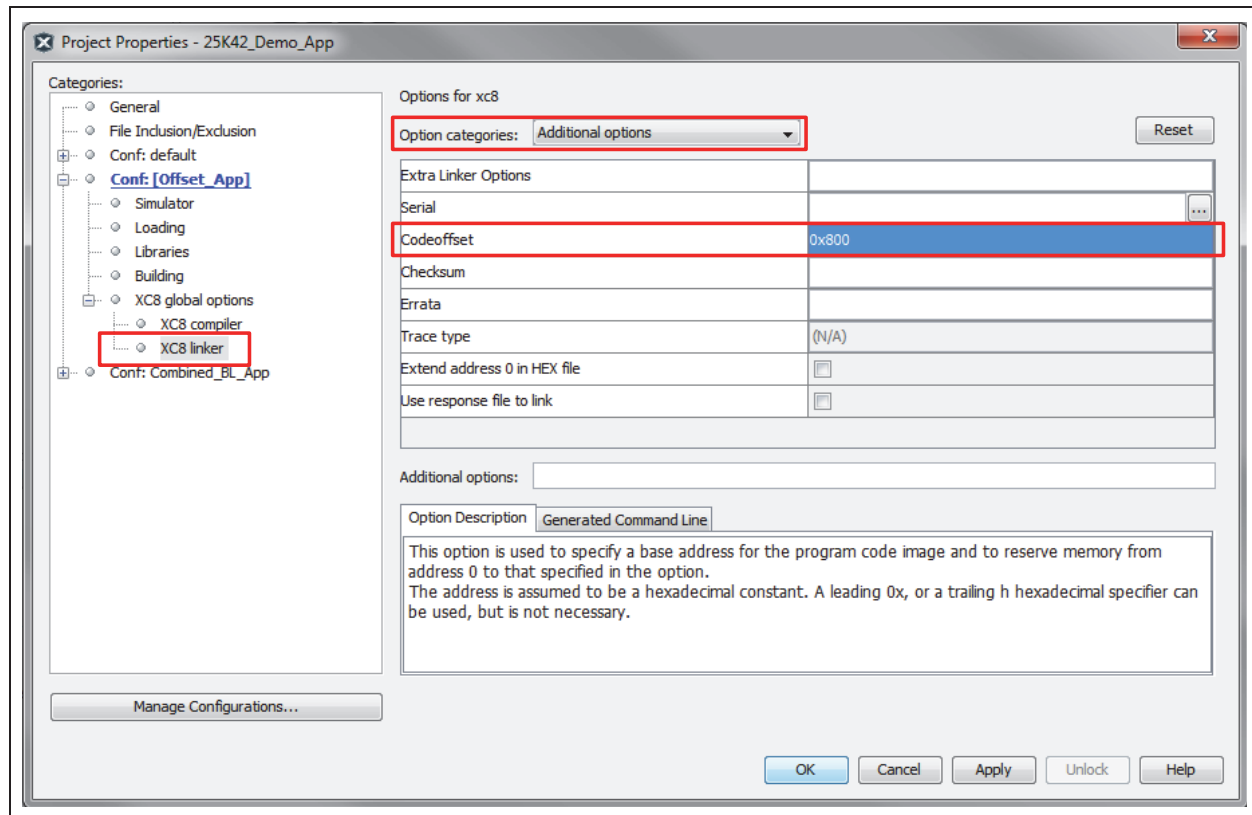 Project Properties - 25K42_Demo_App
Categories:
General
File Inclusion/Exclusion
Conf: default
Conf: [Offset_App]
Simulator
Loading
Libraries
Building
XC8 global options
XC8 compiler
XC8 linker
Conf: Combined_BL_App
Manage Configurations...
Options for xc8
Option categories: Additional options
Reset
Extra Linker Options
Serial ...
Codeoffset 0x800
Checksum
Errata
Trace type (N/A)
Extend address 0 in HEX file
Use response file to link
Additional options:
Option Description Generated Command Line
This option is used to specify a base address for the program code image and to reserve memory from
address 0 to that specified in the option.
The address is assumed to be a hexadecimal constant. A leading 0x, or a trailing h hexadecimal specifier can
be used, but is not necessary.
OK Cancel Apply Unlock Help